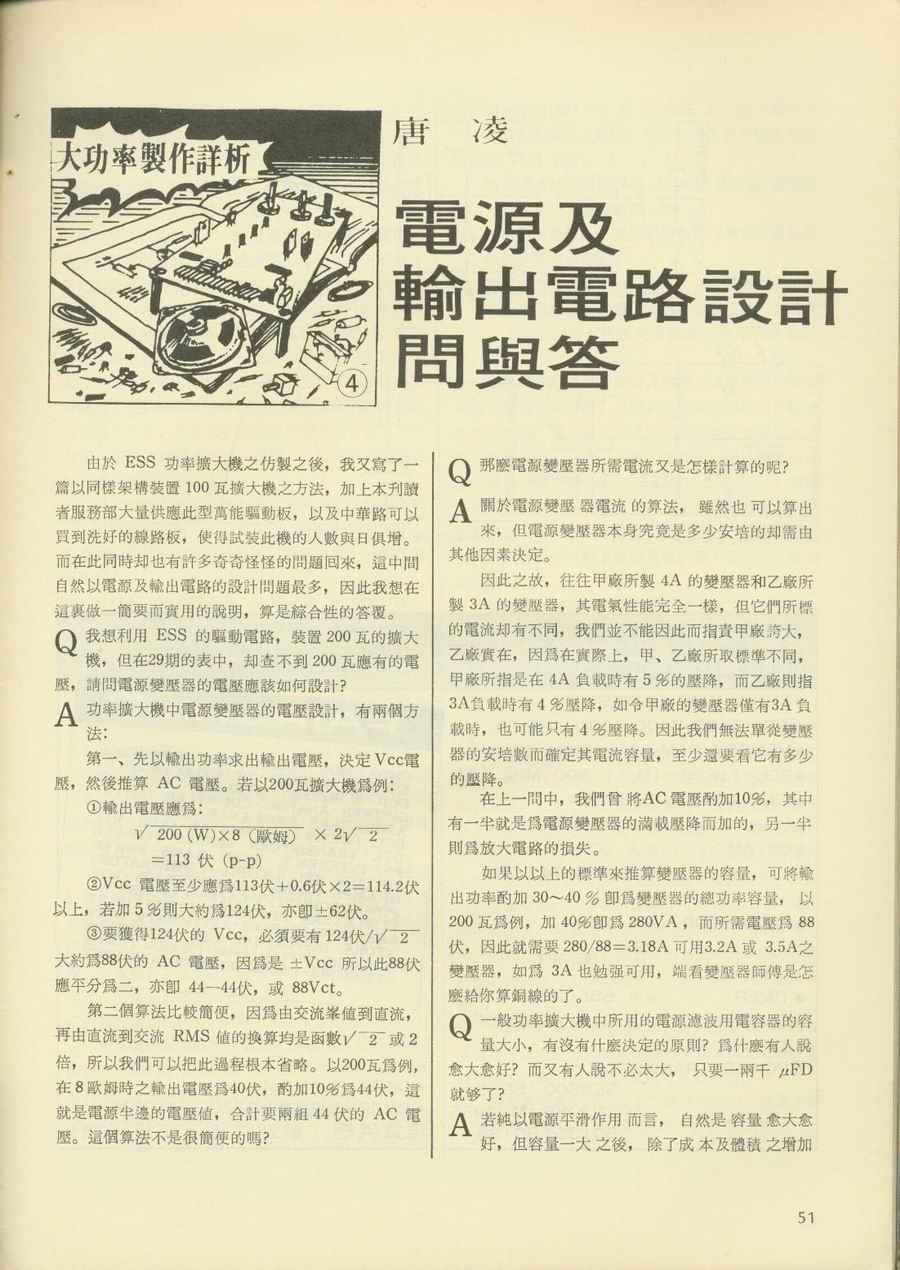 大功率製作詳析
④
唐　凌
電源及
輸出電路設計
問與答
由於 ESS 功率擴大機之仿製之後，我又寫了一
篇以同樣架構裝置 100 瓦擴大機之方法，加上本刋讀
者服務部大量供應此型萬能驅動板，以及中華路可以
買到洗好的線路板，使得試裝此機的人數與日俱增。
而在此同時却也有許多奇奇怪怪的問題囘來，這中間
自然以電源及輸出電路的設計問題最多，因此我想在
這裏做一簡要而實用的說明，算是綜合性的答覆。
Q 我想利用 ESS 的驅動電路，裝置 200 瓦的擴大
機，但在29期的表中，却查不到 200 瓦應有的電
壓，請問電源變壓器的電壓應該如何設計？
A 功率擴大機中電源變壓器的電壓設計，有兩個方
法：
第一、先以輸出功率求出輸出電壓，決定 Vcc電
壓，然後推算 AC 電壓。若以200瓦擴大機爲例：
①輸出電壓應爲：
√200 (W)×8（歐姆） × 2√2
＝113 伏 (p-p)
②Vcc 電壓至少應爲113伏＋0.6伏×2＝114.2伏
以上，若加 5 ％則大約爲124伏，亦卽±62伏。
③要獲得124伏的 Vcc，必須要有 124伏/√2
大約爲88伏的 AC 電壓，因爲是 ±Vcc 所以此88伏
應平分爲二，亦卽 44—44伏，或 88Vct。
第二個算法比較簡便，因爲由交流峯値到直流，
再由直流到交流 RMS 値的換算均是函數√2 或 2
倍，所以我們可以把此過程根本省略。以200瓦爲例，
在 8 歐姆時之輸出電壓爲40伏，酌加10％爲44伏，這
就是電源半邊的電壓値，合計要兩組 44 伏的 AC 電
壓。這個算法不是很簡便的嗎？
Q 那麽電源變壓器所需電流又是怎樣計算的呢？
A 關於電源變壓 器電流 的算法， 雖然也 可以算出
來，但電源變壓器本身究竟是多少安培的却需由
其他因素決定。
因此之故，往往甲廠所製 4A 的變壓器和乙廠所
製 3A 的變壓器，其電氣性能完全一樣，但它們所標
的電流却有不同，我們並不能因此而指責甲廠誇大，
乙廠實在，因爲在實際上，甲、乙廠所取標準不同，
甲廠所指是在 4A 負載時有 5 ％的壓降，而乙廠則指
3A負載時有 4 ％壓降，如令甲廠的變壓器僅有3A 負
載時，也可能只有 4 ％壓降。因此我們無法單從變壓
器的安培數而確定其電流容量，至少還要看它有多少
的壓降。
在上一問中，我們曾 將AC 電壓酌加10％，其中
有一半就是爲電源變壓器的滿載壓降而加的，另一半
則爲放大電路的損失。
如果以以上的標準來推算變壓器的容量，可將輸
出功率酌加 30～40 ％ 卽爲變壓器的總功率容量， 以
200 瓦爲例，加 40％卽爲 280VA ，而所需電壓爲 88
伏，因此就需要 280/88＝3.18A 可用3.2A 或 3.5A之
變壓器，如爲 3A 也勉强可用，端看變壓器師傅是怎
麽給你算銅線的了。
Q 一般功率擴大機中所用的電源濾波用電容器的容
量大小，有沒有什麽決定的原則？ 爲什麽有人說
愈大愈好？而又有人說不必太大， 只要一兩千 μFD
就够了？
A 若純以電源平滑作用 而言， 自然是 容量 愈大愈
好，但容量一大 之後， 除了成 本及體積 之增加
51